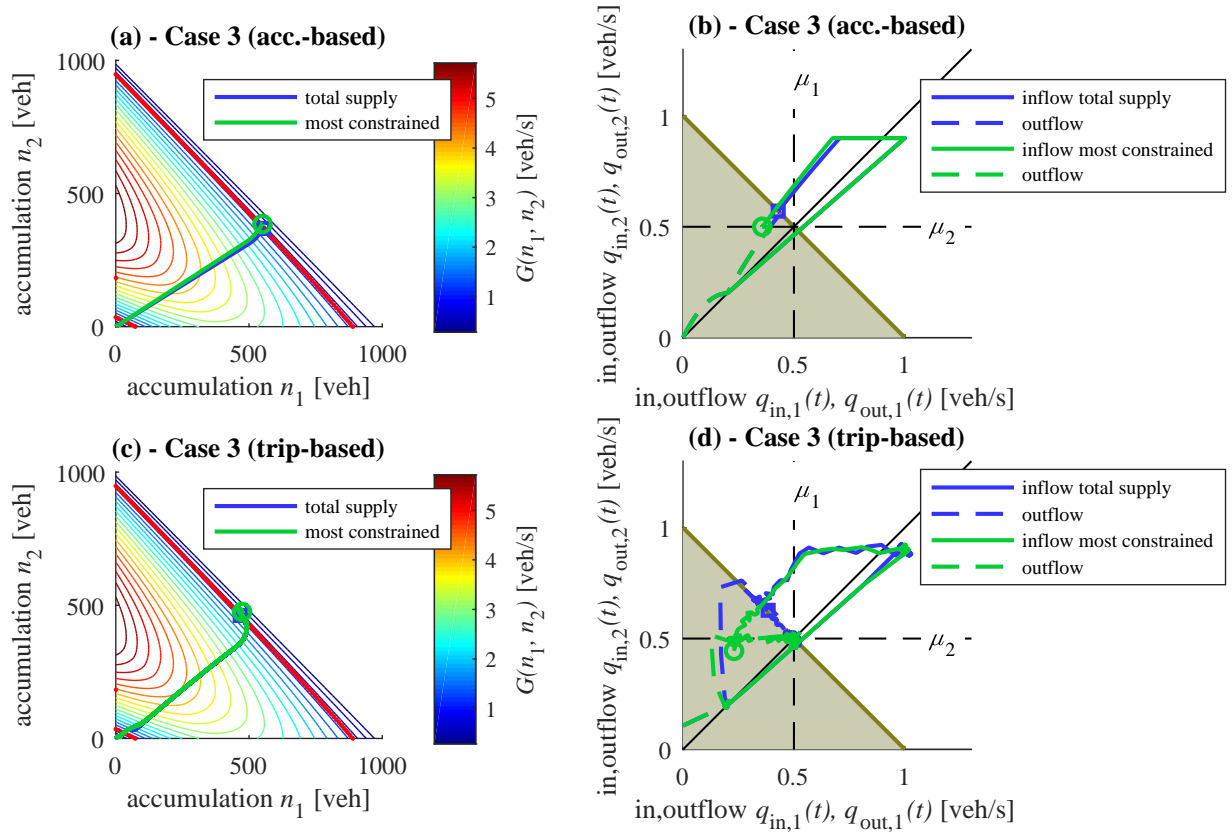 (a) - Case 3 (acc.-based)
1000
500
0
accumulation n2 [veh]
total supply
most constrained
0
500
1000
accumulation n1 [veh]
5
4
3
2
1
G(n1, n2) [veh/s]
(b) - Case 3 (acc.-based)
in,outflow qin,2(t), qout,2(t) [veh/s]
1
0.5
0
μ1
μ2
inflow total supply
outflow
inflow most constrained
outflow
0
0.5
1
in,outflow qin,1(t), qout,1(t) [veh/s]
(c) - Case 3 (trip-based)
1000
500
0
accumulation n2 [veh]
total supply
most constrained
0
500
1000
accumulation n1 [veh]
5
4
3
2
1
G(n1, n2) [veh/s]
(d) - Case 3 (trip-based)
in,outflow qin,2(t), qout,2(t) [veh/s]
1
0.5
0
μ1
μ2
inflow total supply
outflow
inflow most constrained
outflow
0
0.5
1
in,outflow qin,1(t), qout,1(t) [veh/s]